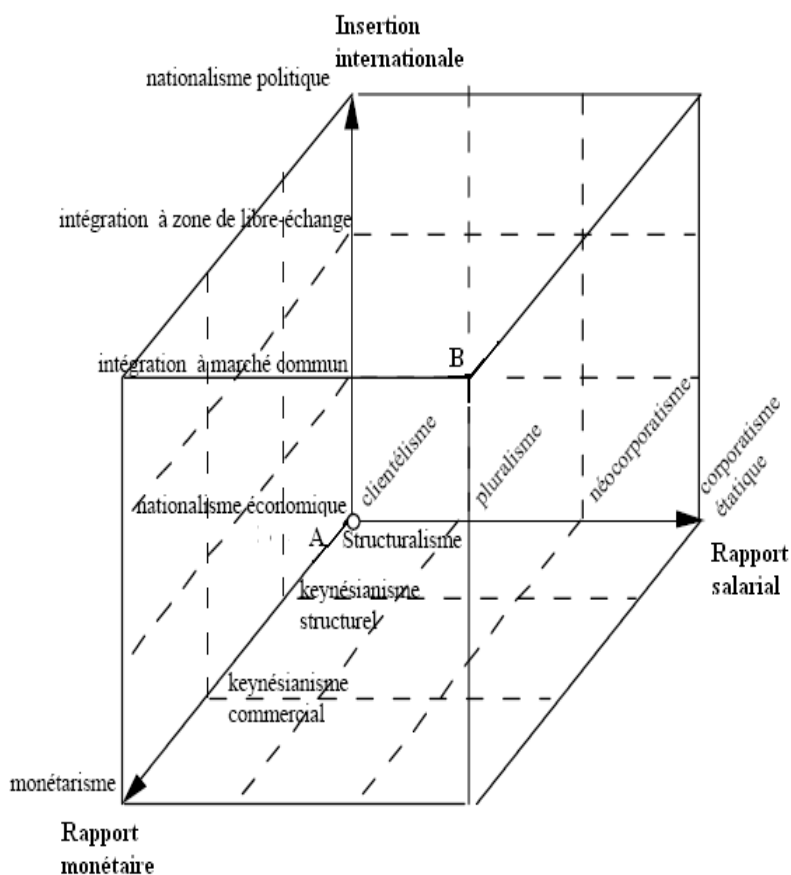 Insertion
internationale
nationalisme politique
intégration à zone de libre-échange
intégration à marché commun
B
clientélisme
pluralisme
néocorporatisme
corporatisme
étatique
nationalisme économique
A
Structuralisme
Rapport
salarial
keynésianisme
structurel
keynésianisme
commercial
monétarisme
Rapport
monétaire